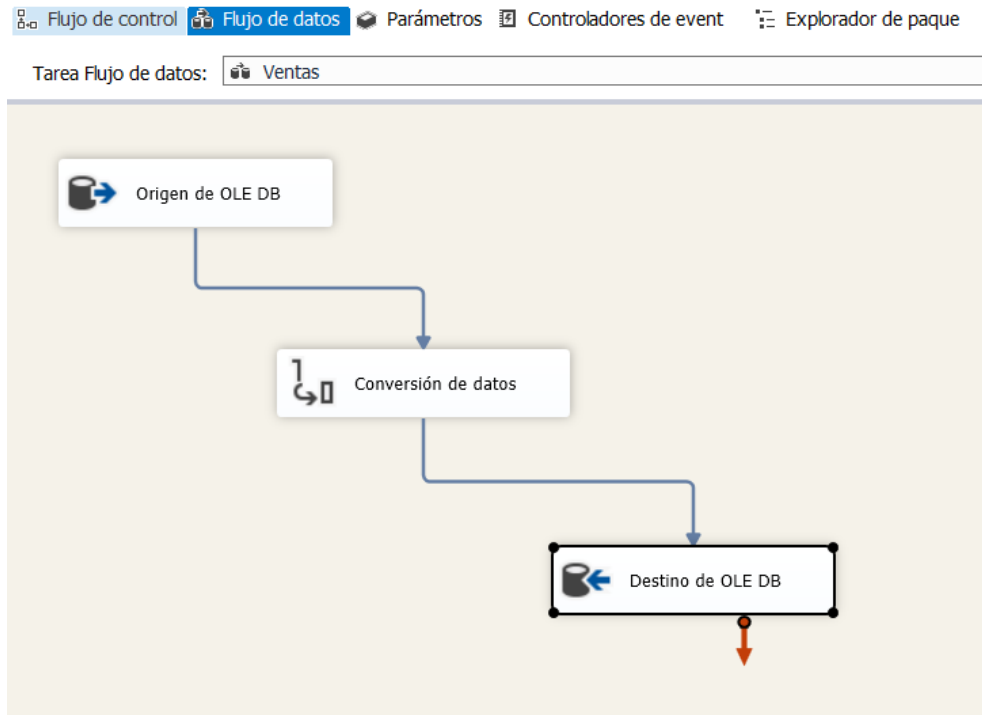 Flujo de control Flujo de datos Parámetros Controladores de event Explorador de paque
Tarea Flujo de datos: Ventas
Origen de OLE DB
Conversión de datos
Destino de OLE DB